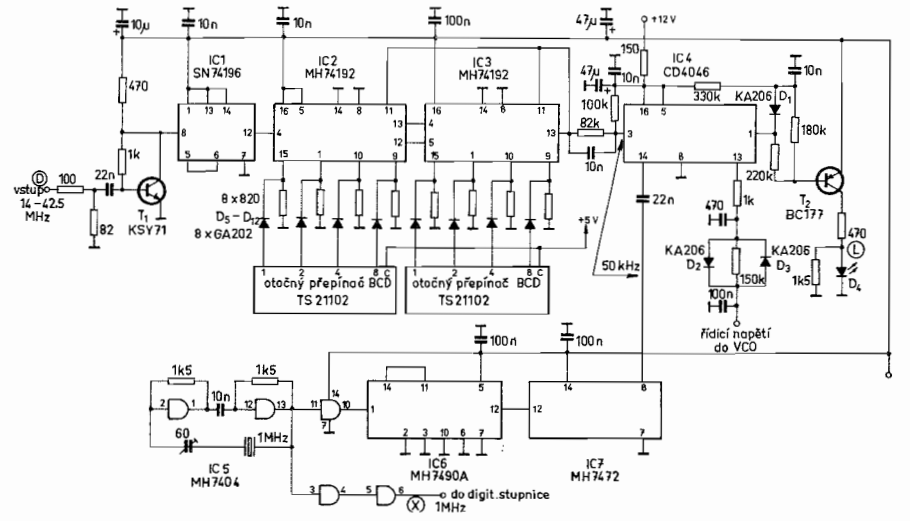 10μ
10n
10n
100n
47μ
+12V
150
47μ
10n
10n
IC1
SN74196
IC2
MH74192
IC3
MH74192
IC4
CD4046
330k
KA206 D1
180k
100k
82k
10n
220k
470
1k
1 13 14
8 12
5 6 7
16 5 14 8
4
15 1 10 9
11
16 14 8 11
5
4
13
12
15 1 10 9
16 5
3
1
14 8 13
D
vstup
14-42.5
MHz
100
22n
82
T1
KSY71
8×820
D5-D12
8×GA202
+5V
50kHz
22n
1k
470
KA206
D2
150k
KA206
D3
100n
T2
BC177
470
L
1k5
D4
1 2 4 8 C
otočný přepínač BCD
TS 21102
1 2 4 8 C
otočný přepínač BCD
TS 21102
řídicí napětí
do VCO
100n
100n
1k5
1k5
10n
2 1
12 13
11 14 10
7
14 11 5
1 12
2 3 10 6 7
14 8
12
7
60
1MHz
IC5
MH7404
IC6
MH7490A
IC7
MH7472
3 4
5 6
X
do digit. stupnice
1MHz